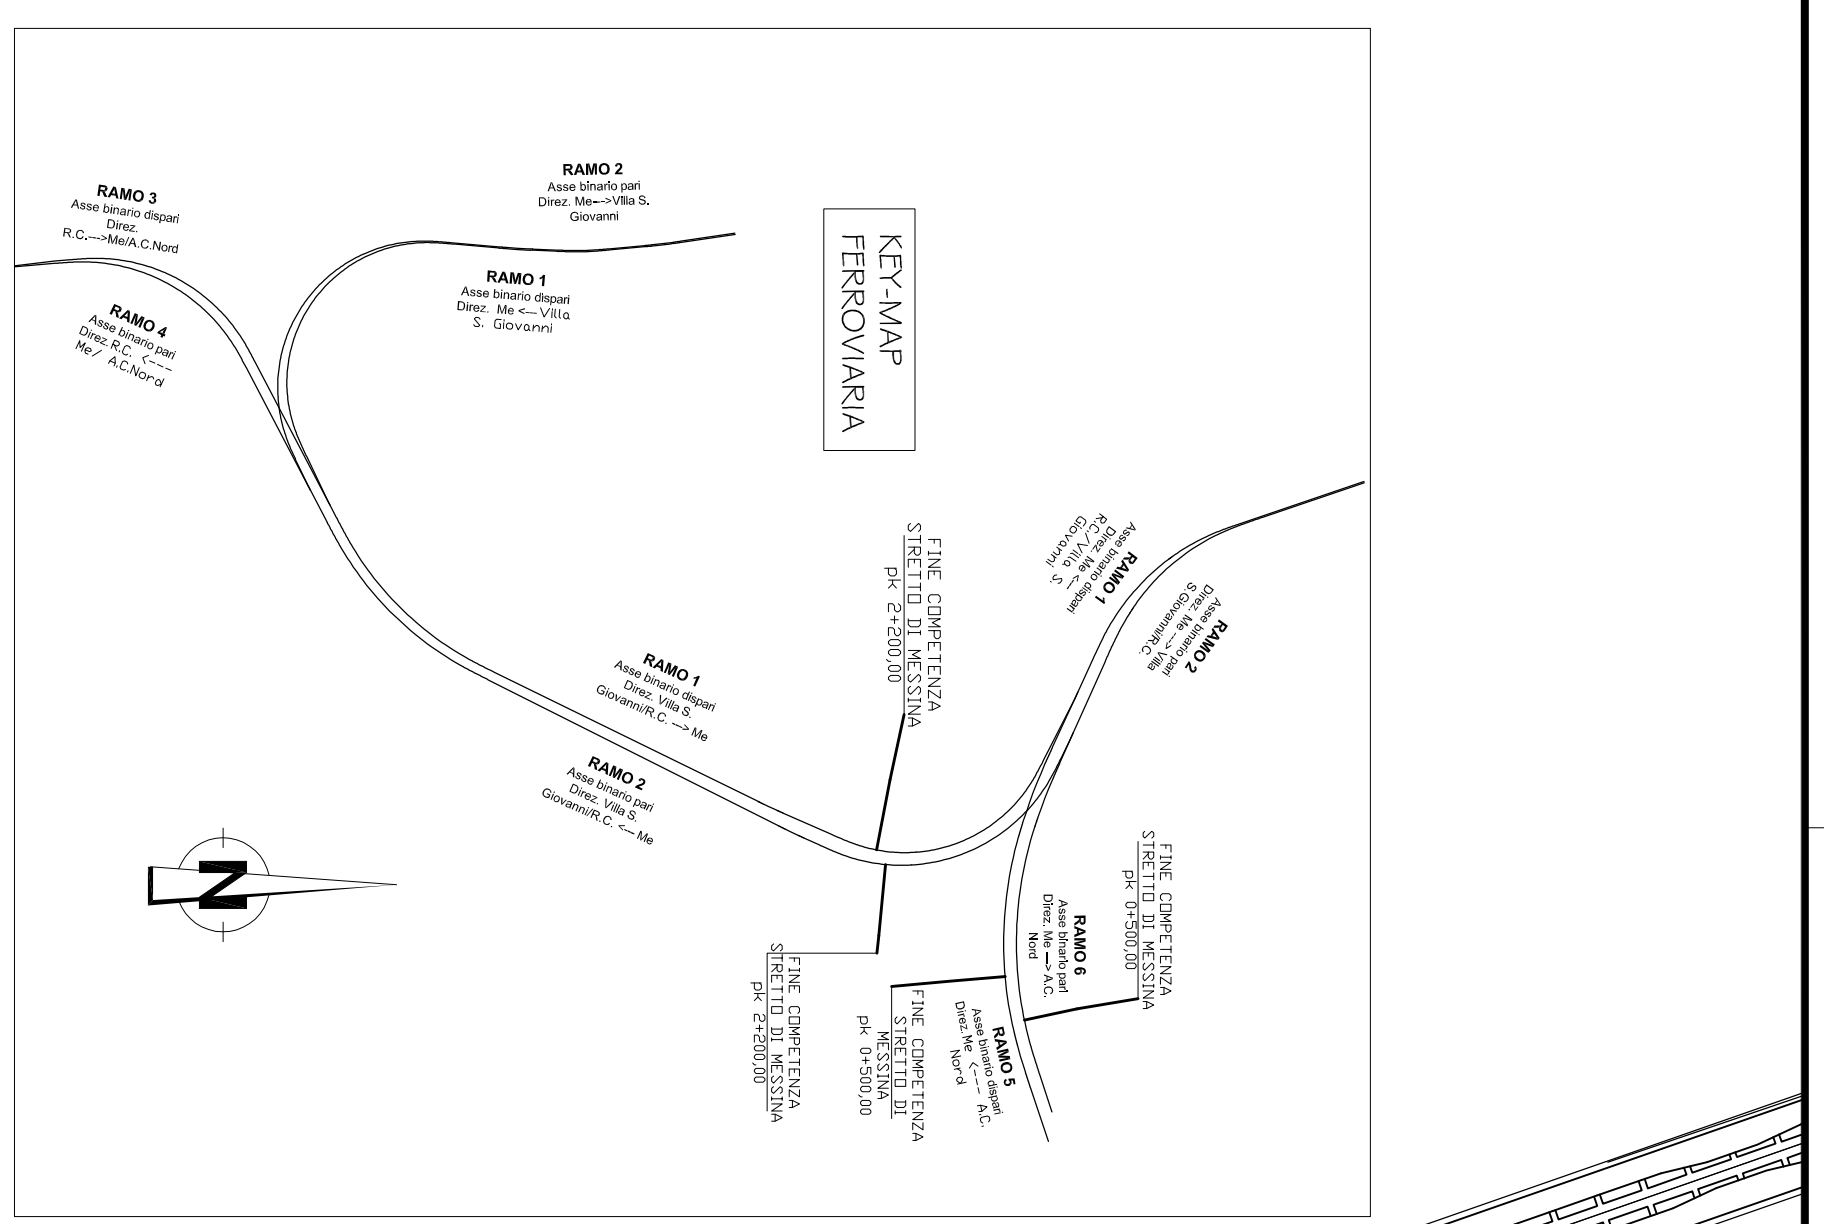 RAMO 3
Asse binario dispari
Direz.
R.C.--->Me/A.C.Nord
RAMO 2
Asse binario pari
Direz. Me--->Villa S.
Giovanni
RAMO 1
Asse binario dispari
Direz. Me <--- Villa
S. Giovanni
RAMO 4
Asse binario pari
Direz.R.C. <----
Me/ A.C.Nord
KEY-MAP
FERROVIARIA
RAMO 1
Asse binario dispari
Direz. Me <---
R.C./Villa S.
Giovanni
RAMO 2
Asse binario pari
Direz. Me ---> Villa
S.Giovanni/R.C.
FINE COMPETENZA
STRETTO DI MESSINA
pk 2+200,00
RAMO 1
Asse binario dispari
Direz. Villa S.
Giovanni/R.C. ---> Me
RAMO 2
Asse binario pari
Direz. Villa S.
Giovanni/R.C. <--- Me
N
FINE COMPETENZA
STRETTO DI MESSINA
pk 2+200,00
FINE COMPETENZA
STRETTO DI
MESSINA
pk 0+500,00
RAMO 5
Asse binario dispari
Direz.Me <---- A.C.
Nord
RAMO 6
Asse binario pari
Direz. Me ---> A.C.
Nord
FINE COMPETENZA
STRETTO DI MESSINA
pk 0+500,00